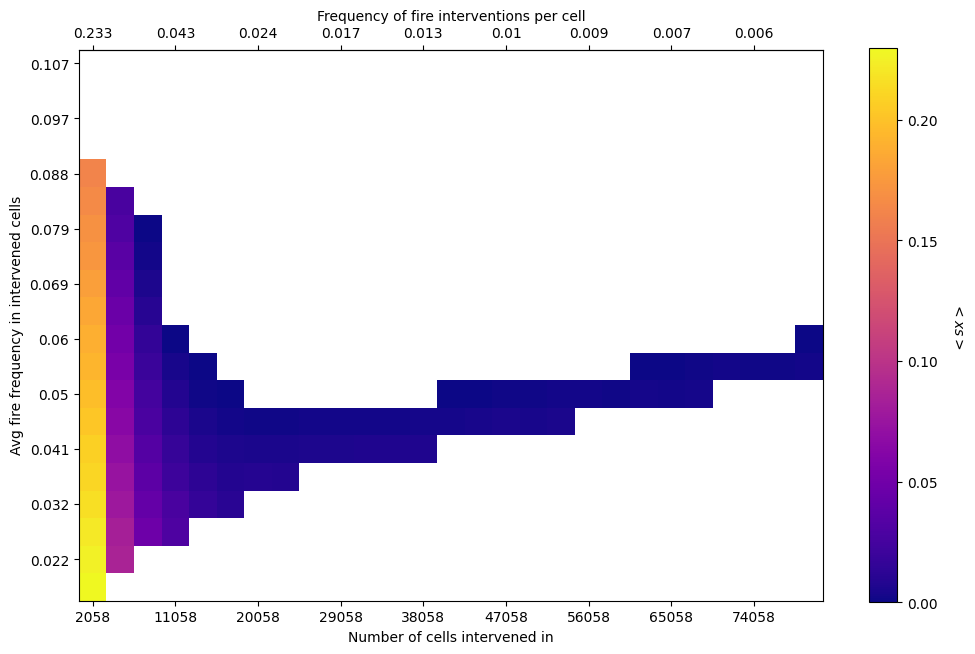 Frequency of fire interventions per cell
0.233 0.043 0.024 0.017 0.013 0.01 0.009 0.007 0.006
0.107
0.097
0.088
0.079
0.069
0.06
0.05
0.041
0.032
0.022
Avg fire frequency in intervened cells
2058 11058 20058 29058 38058 47058 56058 65058 74058
Number of cells intervened in
0.20
0.15
0.10
0.05
0.00
< sx >